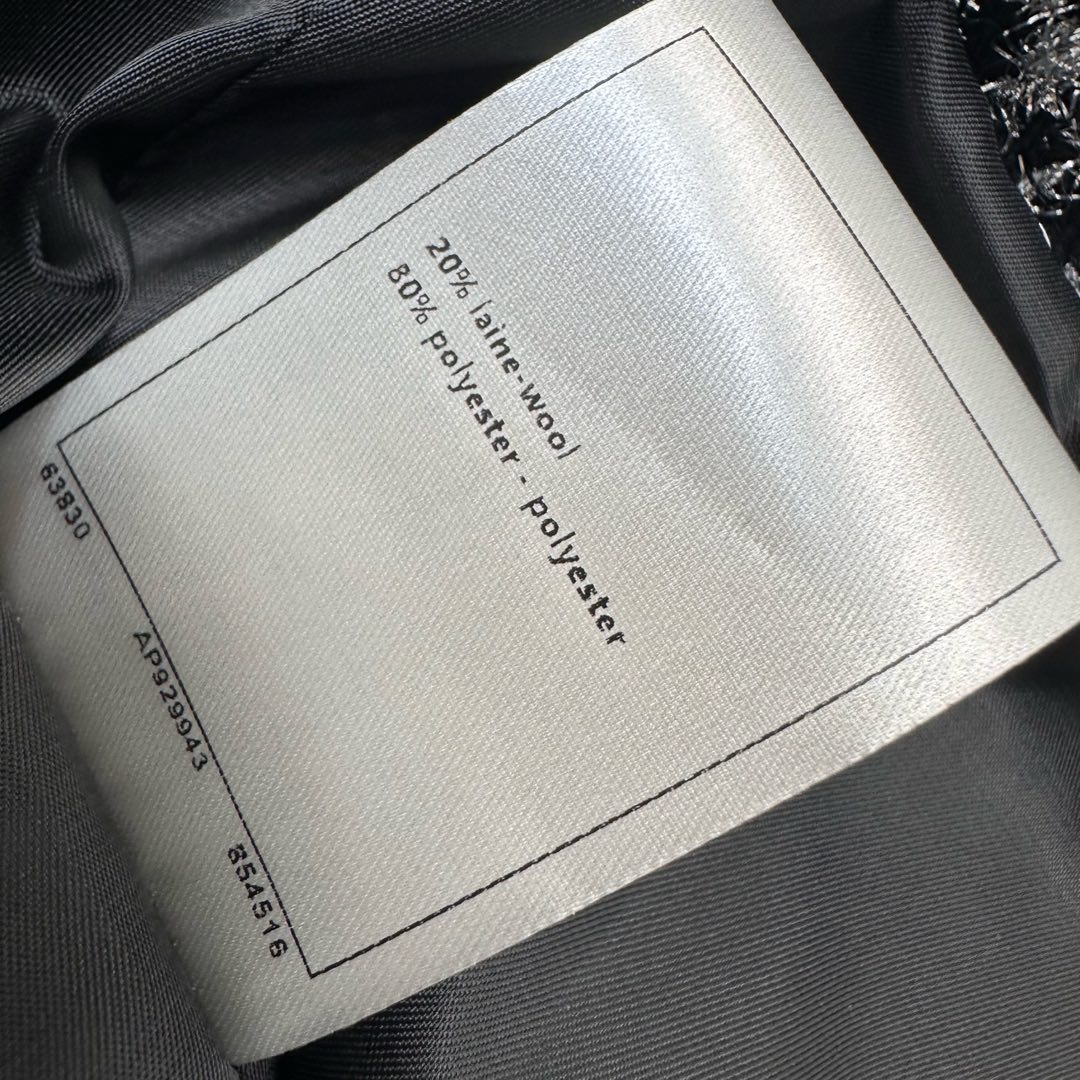 20% laine-wool
80% polyester - polyester
63830
AP929943
854516